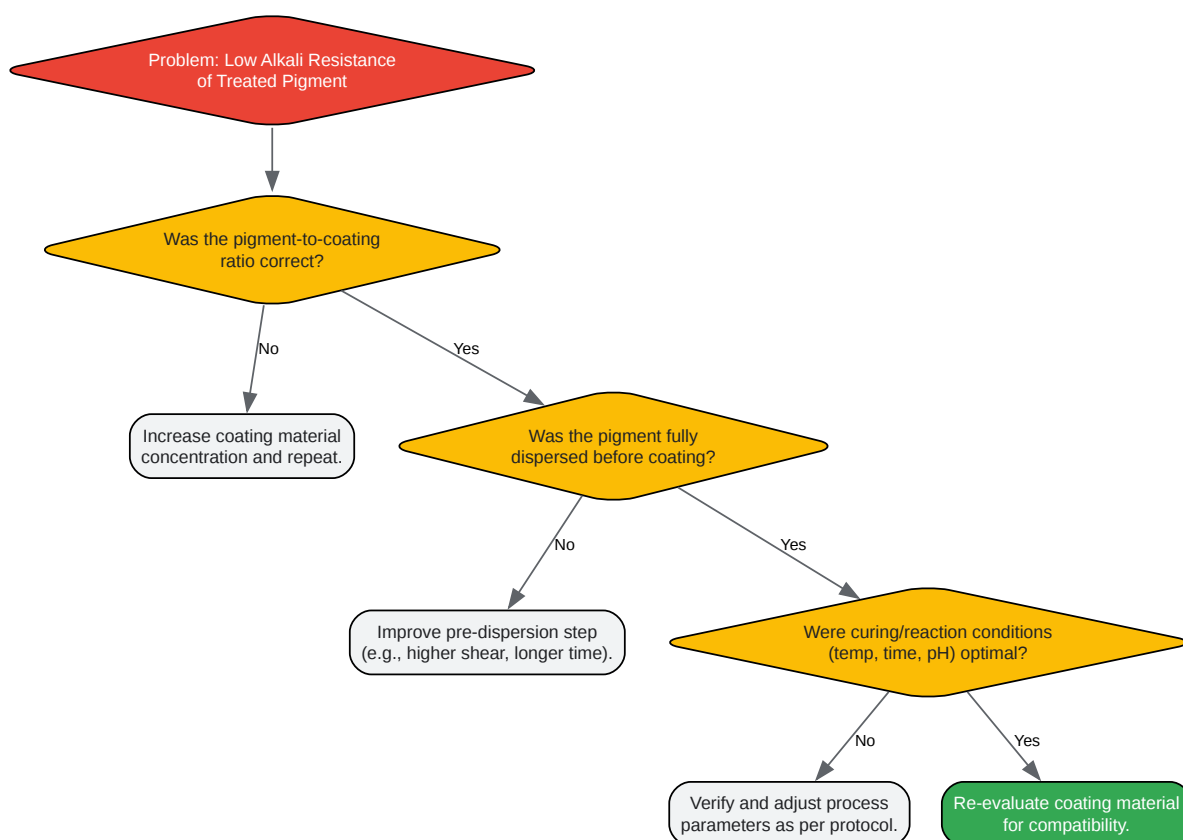 Problem: Low Alkali Resistance
of Treated Pigment
Was the pigment-to-coating
ratio correct?
No
Yes
Increase coating material
concentration and repeat.
Was the pigment fully
dispersed before coating?
No
Yes
Improve pre-dispersion step
(e.g., higher shear, longer time).
Were curing/reaction conditions
(temp, time, pH) optimal?
No
Yes
Verify and adjust process
parameters as per protocol.
Re-evaluate coating material
for compatibility.